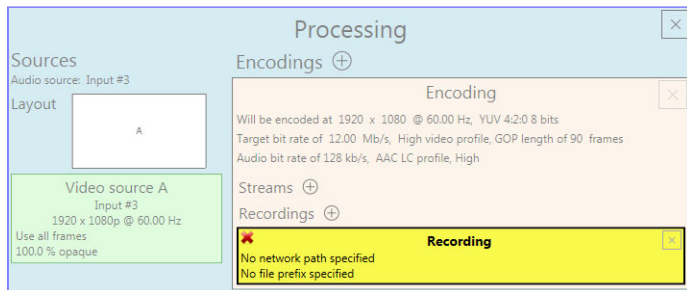 Processing
Sources
Audio source: Input #3
Layout
A
Video source A
Input #3
1920 x 1080p @ 60.00 Hz
Use all frames
100.0 % opaque
Encodings
Encoding
Will be encoded at 1920 x 1080 @ 60.00 Hz, YUV 4:2:0 8 bits
Target bit rate of 12.00 Mb/s, High video profile, GOP length of 90 frames
Audio bit rate of 128 kb/s, AAC LC profile, High
Streams
Recordings
Recording
No network path specified
No file prefix specified